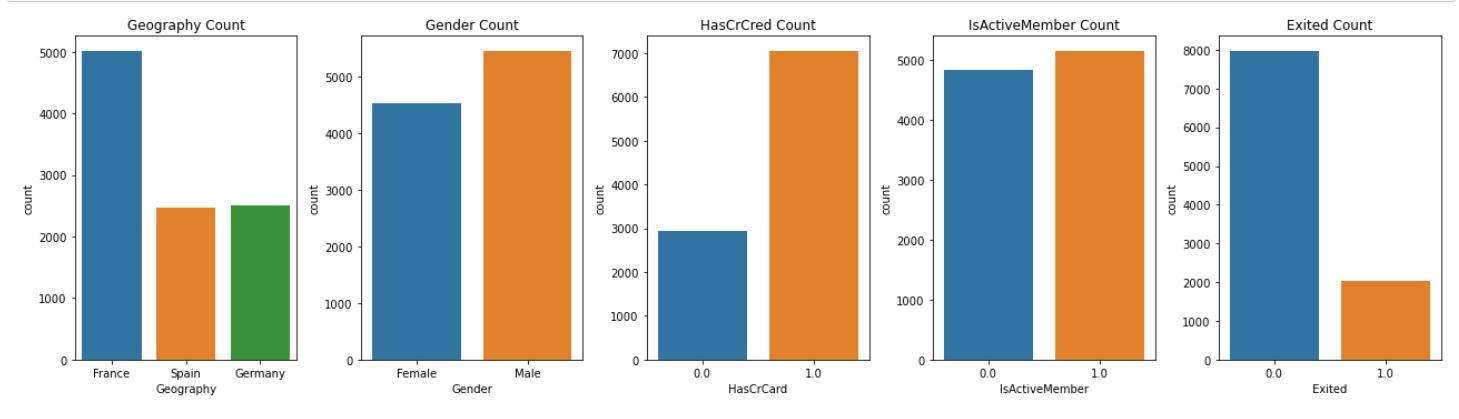 Geography Count
5000
4000
3000
2000
1000
0
count
France Spain Germany
Geography
Gender Count
5000
4000
3000
2000
1000
0
count
Female Male
Gender
HasCrCred Count
7000
6000
5000
4000
3000
2000
1000
0
count
0.0 1.0
HasCrCard
IsActiveMember Count
5000
4000
3000
2000
1000
0
count
0.0 1.0
IsActiveMember
Exited Count
8000
7000
6000
5000
4000
3000
2000
1000
0
count
0.0 1.0
Exited